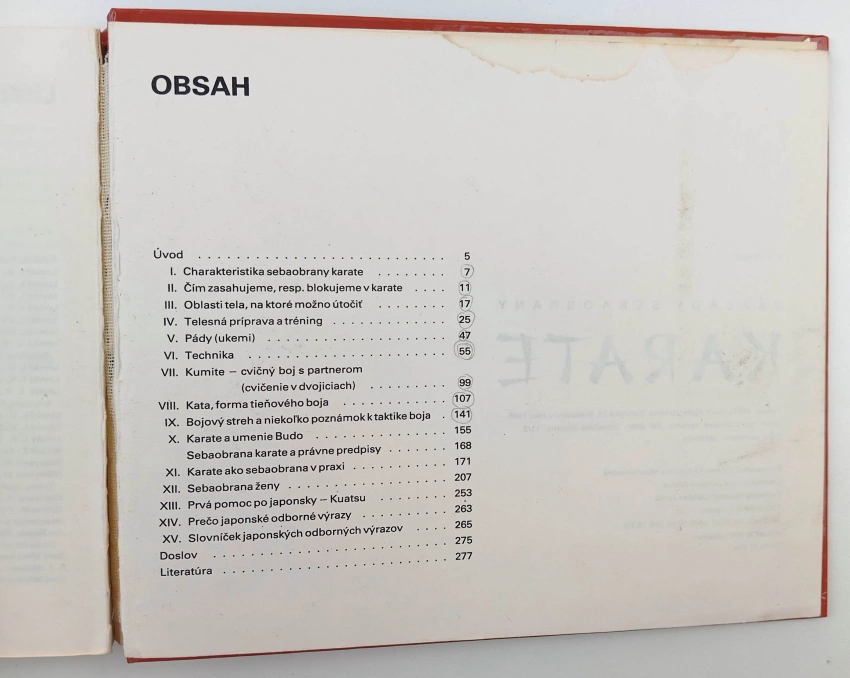 OBSAH
Úvod . . . . . . . . . . . . . . . . . . . . . . . . . . 5
I. Charakteristika sebaobrany karate . . . . . . . . 7
II. Čím zasahujeme, resp. blokujeme v karate . . . . 11
III. Oblasti tela, na ktoré možno útočiť . . . . . . . . 17
IV. Telesná príprava a tréning . . . . . . . . . . . . 25
V. Pády (ukemi) . . . . . . . . . . . . . . . . . . . 47
VI. Technika . . . . . . . . . . . . . . . . . . . . . 55
VII. Kumite – cvičný boj s partnerom
(cvičenie v dvojiciach) . . . . . . . . 99
VIII. Kata, forma tieňového boja . . . . . . . . . . . 107
IX. Bojový streh a niekoľko poznámok k taktike boja . 141
X. Karate a umenie Budo . . . . . . . . . . . . . . 155
Sebaobrana karate a právne predpisy . . . . . . 168
XI. Karate ako sebaobrana v praxi . . . . . . . . . . 171
XII. Sebaobrana ženy . . . . . . . . . . . . . . . . . 207
XIII. Prvá pomoc po japonsky – Kuatsu . . . . . . . . 253
XIV. Prečo japonské odborné výrazy . . . . . . . . . 263
XV. Slovníček japonských odborných výrazov . . . . 265
Doslov . . . . . . . . . . . . . . . . . . . . . . . . . 275
Literatúra . . . . . . . . . . . . . . . . . . . . . . . . 277
ZÁKLADY SEBAOBRANY
KARATE